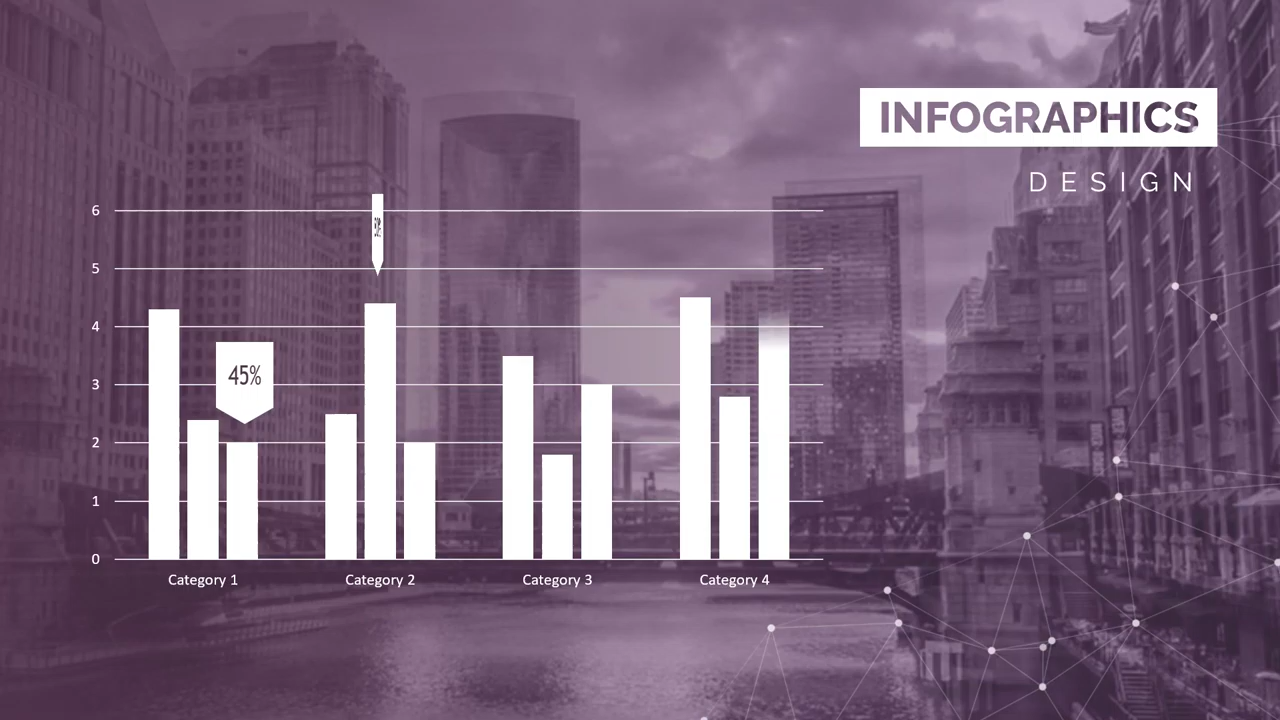 INFOGRAPHICS
DESIGN
6
5
4
3
2
1
0
45%
Category 1
Category 2
Category 3
Category 4